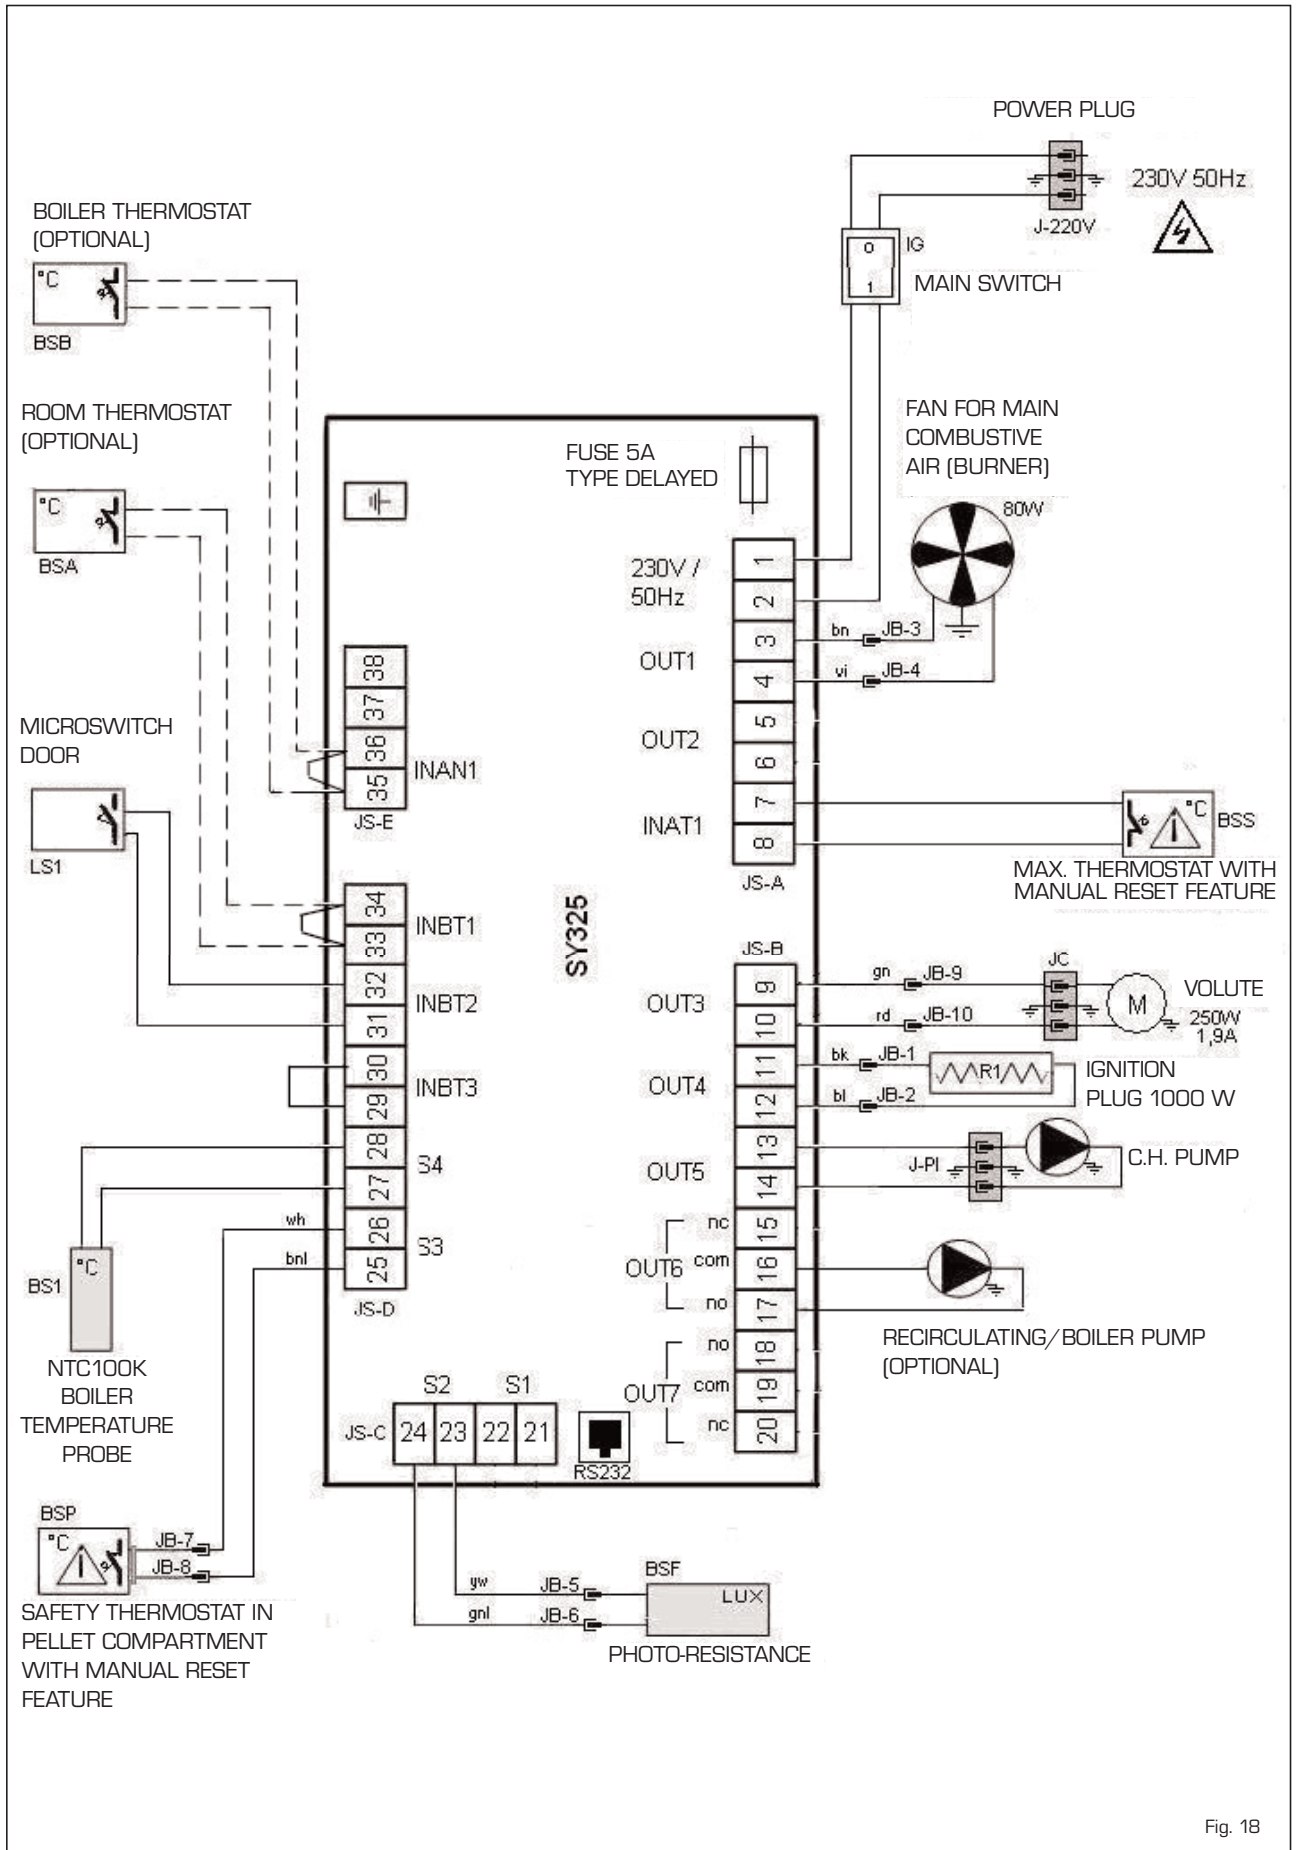 POWER PLUG
230V 50Hz
J-220V
IG
0
1
MAIN SWITCH
BOILER THERMOSTAT
(OPTIONAL)
°C
BSB
ROOM THERMOSTAT
(OPTIONAL)
°C
BSA
MICROSWITCH
DOOR
LS1
FUSE 5A
TYPE DELAYED
FAN FOR MAIN
COMBUSTIVE
AIR (BURNER)
80W
230V /
50Hz
OUT1
OUT2
INAT1
1
2
3
4
5
6
7
8
JS-A
bn JB-3
vi JB-4
°C
BSS
MAX. THERMOSTAT WITH
MANUAL RESET FEATURE
38
37
36
35
INAN1
JS-E
34
33
32
31
30
29
28
27
26
25
INBT1
INBT2
INBT3
S4
S3
JS-D
SY325
JS-B
OUT3
OUT4
OUT5
nc
OUT6 com
no
no
OUT7 com
nc
9
10
11
12
13
14
15
16
17
18
19
20
gn JB-9
rd JB-10
JC
M
VOLUTE
250W
1,9A
bk JB-1
bl JB-2
R1
IGNITION
PLUG 1000 W
J-PI
C.H. PUMP
RECIRCULATING/BOILER PUMP
(OPTIONAL)
wh
bnl
°C
BS1
NTC100K
BOILER
TEMPERATURE
PROBE
S2 S1
JS-C 24 23 22 21
RS232
BSP
°C
JB-7
JB-8
SAFETY THERMOSTAT IN
PELLET COMPARTMENT
WITH MANUAL RESET
FEATURE
yw JB-5
gnl JB-6
BSF
LUX
PHOTO-RESISTANCE
Fig. 18